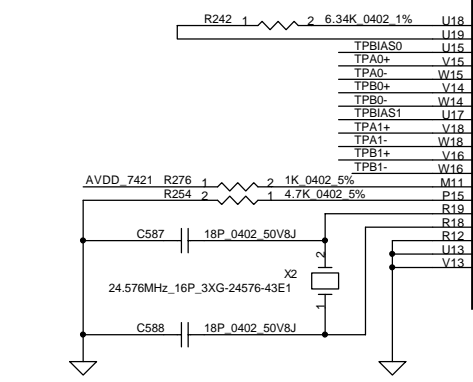 R242 1 2 6.34K_0402_1% U18
U19
TPBIAS0 U15
TPA0+ V15
TPA0- W15
TPB0+ V14
TPB0- W14
TPBIAS1 U17
TPA1+ V18
TPA1- W18
TPB1+ V16
TPB1- W16
AVDD_7421 R276 1 2 1K_0402_5% M11
R254 2 1 4.7K_0402_5% P15
R19
R18
C587 18P_0402_50V8J R12
U13
2
X2 V13
24.576MHz_16P_3XG-24576-43E1
1
C588 18P_0402_50V8J